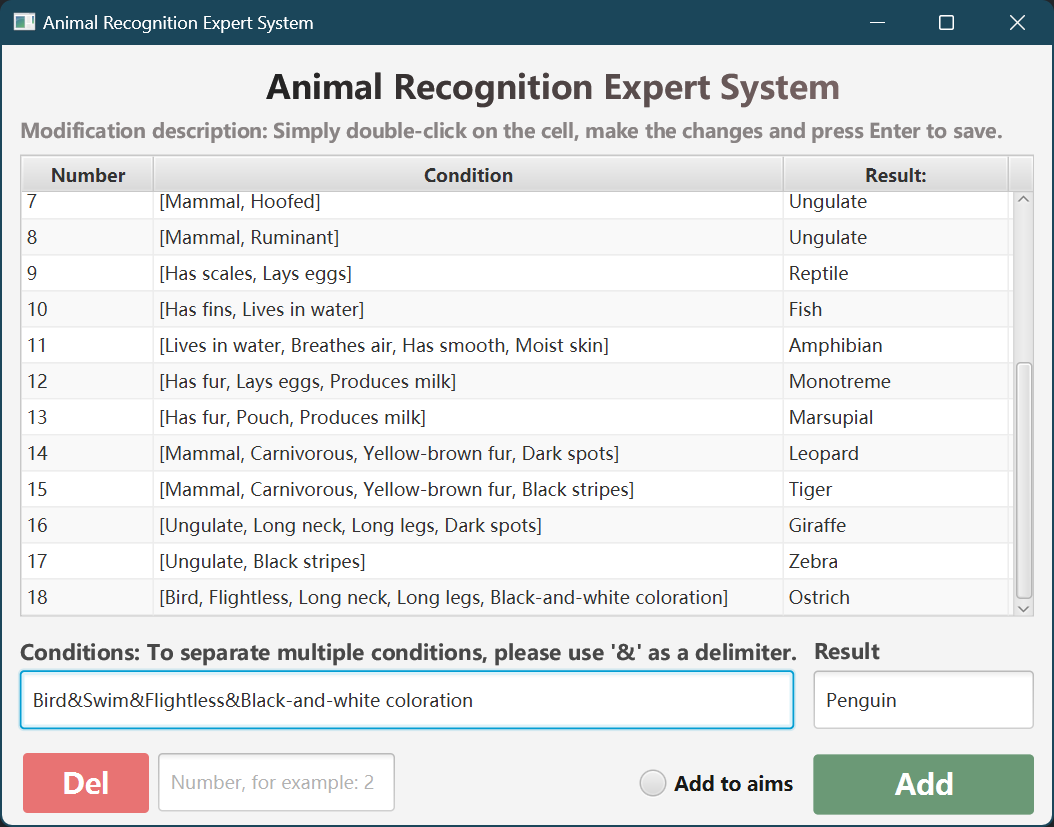 Animal Recognition Expert System
Animal Recognition Expert System
Modification description: Simply double-click on the cell, make the changes and press Enter to save.
Number Condition Result:
7 [Mammal, Hoofed] Ungulate
8 [Mammal, Ruminant] Ungulate
9 [Has scales, Lays eggs] Reptile
10 [Has fins, Lives in water] Fish
11 [Lives in water, Breathes air, Has smooth, Moist skin] Amphibian
12 [Has fur, Lays eggs, Produces milk] Monotreme
13 [Has fur, Pouch, Produces milk] Marsupial
14 [Mammal, Carnivorous, Yellow-brown fur, Dark spots] Leopard
15 [Mammal, Carnivorous, Yellow-brown fur, Black stripes] Tiger
16 [Ungulate, Long neck, Long legs, Dark spots] Giraffe
17 [Ungulate, Black stripes] Zebra
18 [Bird, Flightless, Long neck, Long legs, Black-and-white coloration] Ostrich
Conditions: To separate multiple conditions, please use '&' as a delimiter. Result
Bird&Swim&Flightless&Black-and-white coloration Penguin
Del Number, for example: 2 Add to aims Add